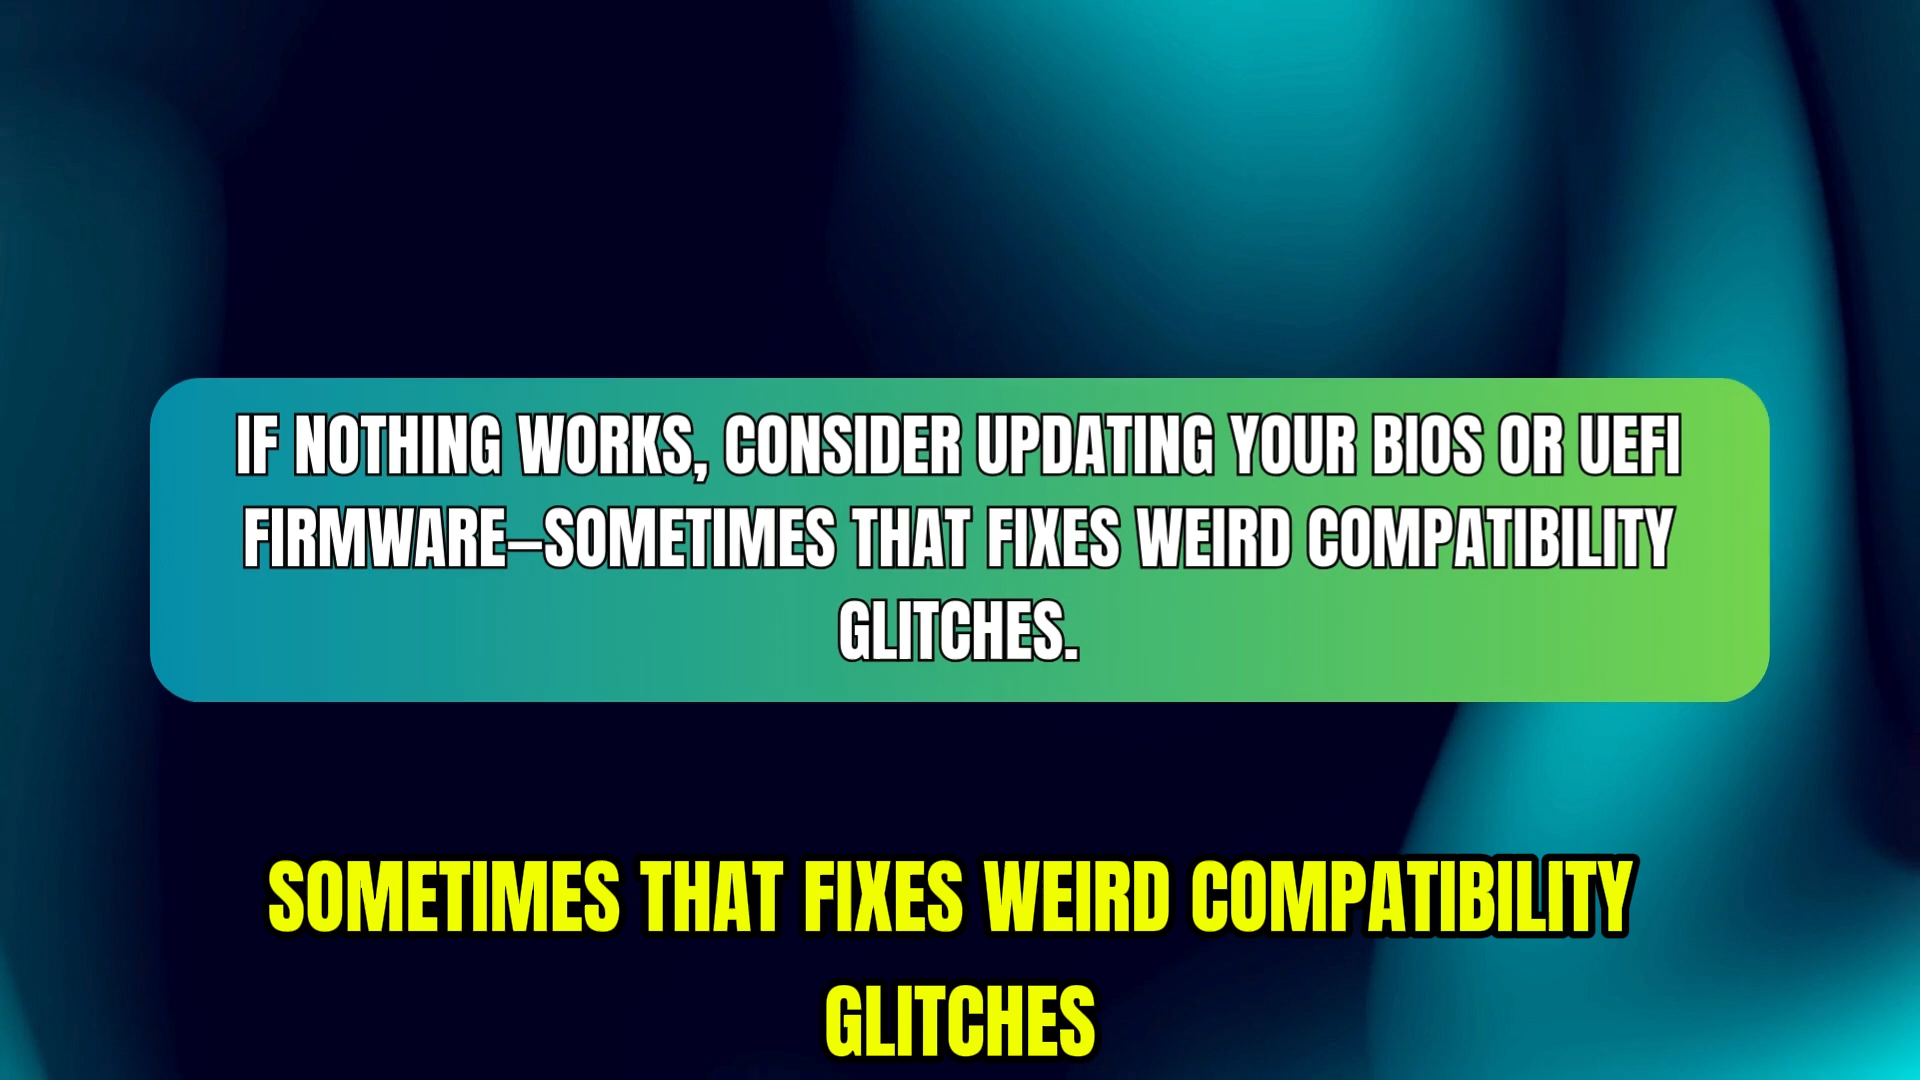 IF NOTHING WORKS, CONSIDER UPDATING YOUR BIOS OR UEFI
FIRMWARE—SOMETIMES THAT FIXES WEIRD COMPATIBILITY
GLITCHES.
SOMETIMES THAT FIXES WEIRD COMPATIBILITY
GLITCHES